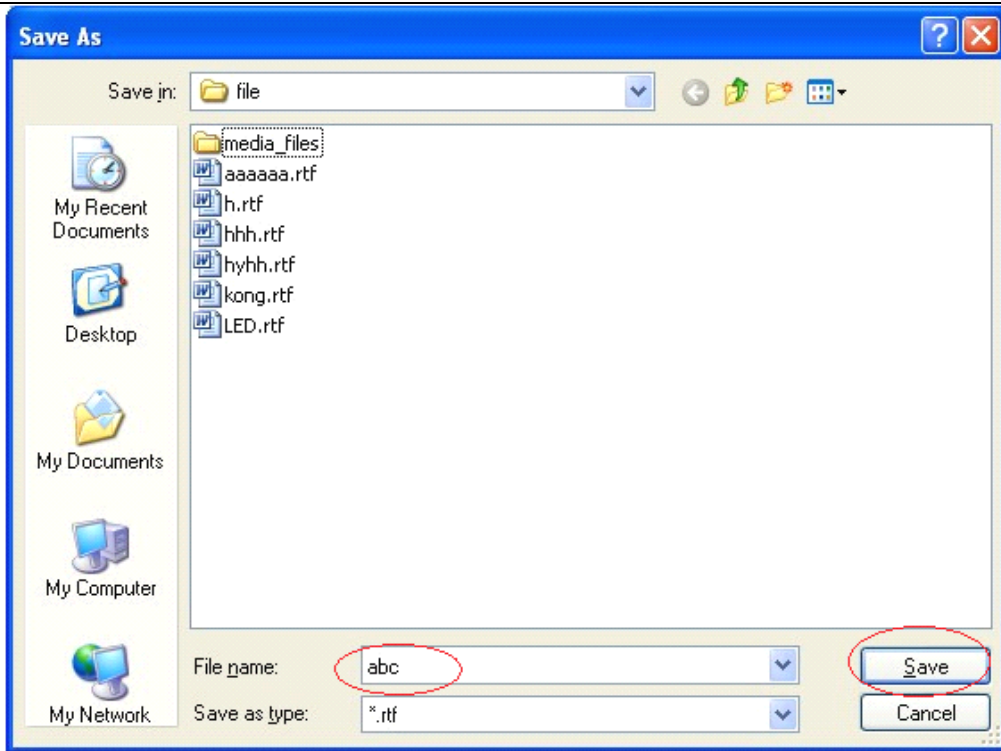 Save As
Save in: file
media_files
aaaaaa.rtf
h.rtf
hhh.rtf
hyhh.rtf
kong.rtf
LED.rtf
My Recent
Documents
Desktop
My Documents
My Computer
My Network
File name: abc
Save
Save as type: *.rtf
Cancel